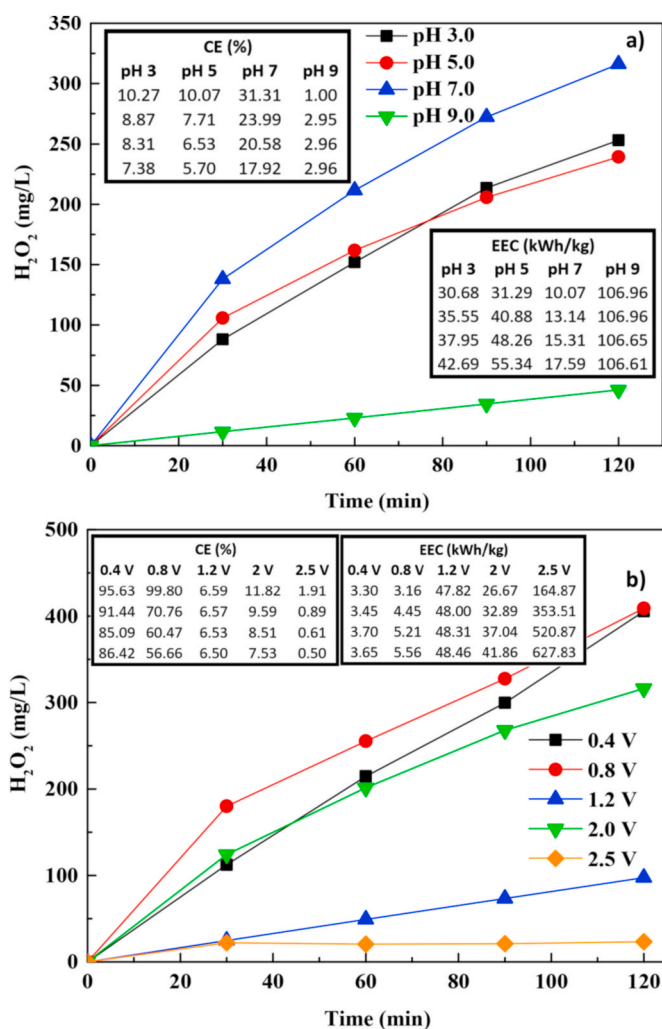 350
300
250
200
150
100
50
0
H₂O₂ (mg/L)
CE (%)
pH 3 pH 5 pH 7 pH 9
10.27 10.07 31.31 1.00
8.87 7.71 23.99 2.95
8.31 6.53 20.58 2.96
7.38 5.70 17.92 2.96
pH 3.0
pH 5.0
pH 7.0
pH 9.0
a)
EEC (kWh/kg)
pH 3 pH 5 pH 7 pH 9
30.68 31.29 10.07 106.96
35.55 40.88 13.14 106.96
37.95 48.26 15.31 106.65
42.69 55.34 17.59 106.61
0 20 40 60 80 100 120
Time (min)
500
400
300
200
100
0
H₂O₂ (mg/L)
CE (%)
0.4 V 0.8 V 1.2 V 2 V 2.5 V
95.63 99.80 6.59 11.82 1.91
91.44 70.76 6.57 9.59 0.89
85.09 60.47 6.53 8.51 0.61
86.42 56.66 6.50 7.53 0.50
EEC (kWh/kg)
0.4 V 0.8 V 1.2 V 2 V 2.5 V
3.30 3.16 47.82 26.67 164.87
3.45 4.45 48.00 32.89 353.51
3.70 5.21 48.31 37.04 520.87
3.65 5.56 48.46 41.86 627.83
b)
0.4 V
0.8 V
1.2 V
2.0 V
2.5 V
0 20 40 60 80 100 120
Time (min)